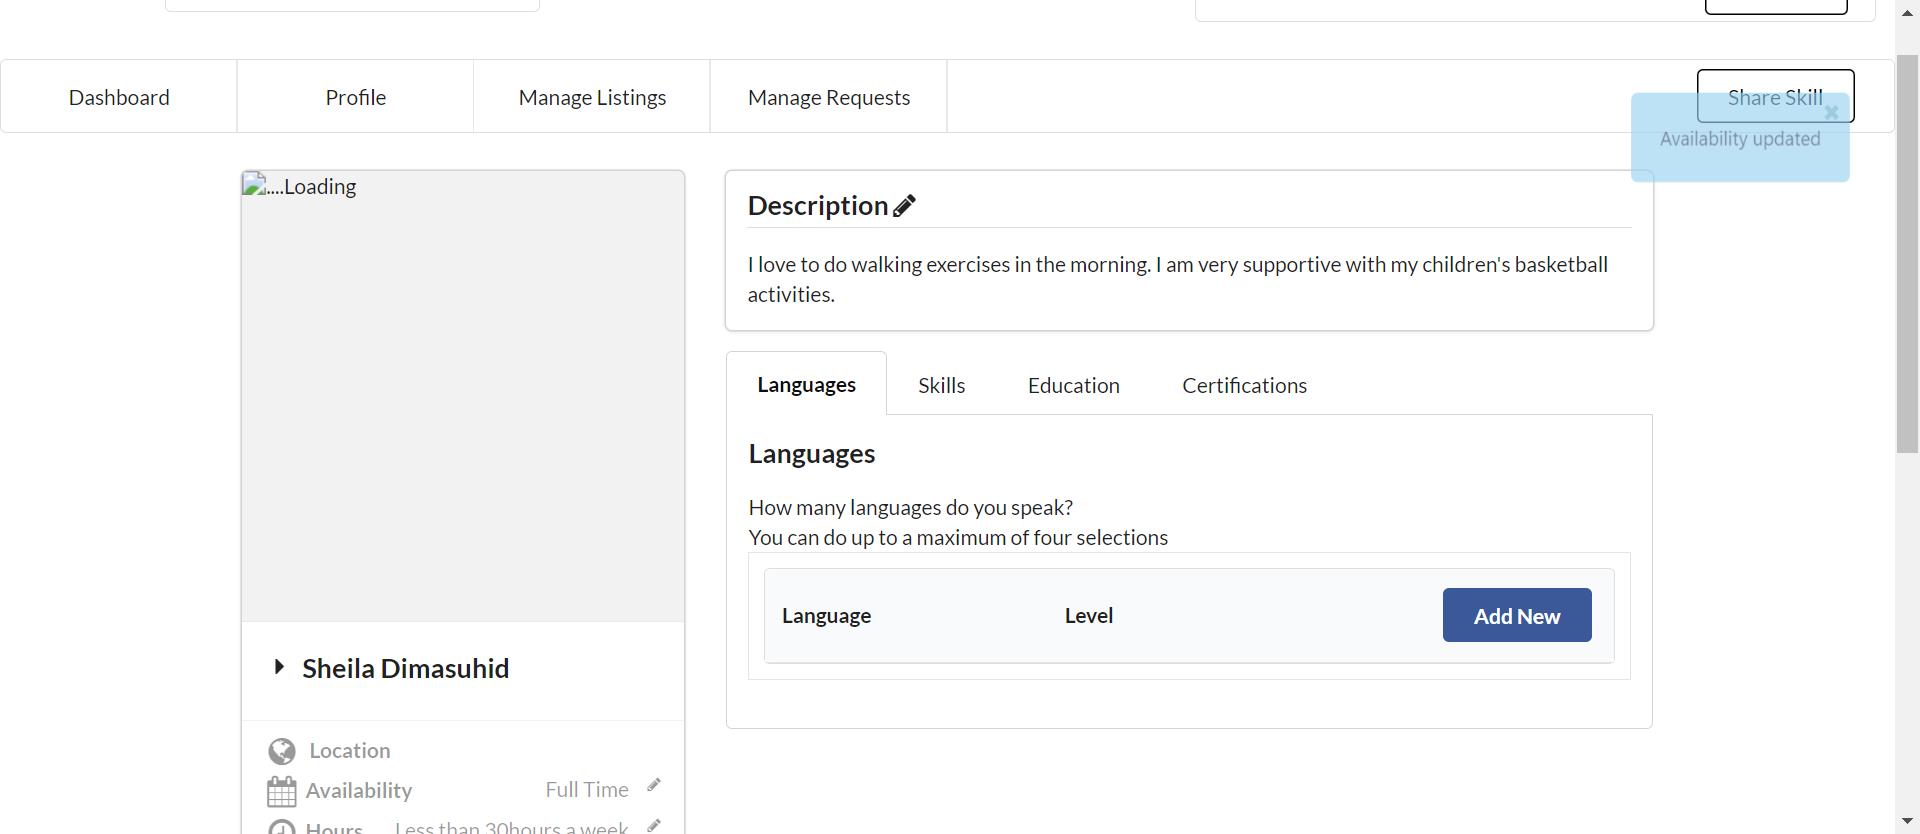 Dashboard
Profile
Manage Listings
Manage Requests
Share Skill
Availability updated
....Loading
Description
I love to do walking exercises in the morning. I am very supportive with my children's basketball
activities.
Languages
Skills
Education
Certifications
Languages
How many languages do you speak?
You can do up to a maximum of four selections
Language
Level
Add New
Sheila Dimasuhid
Location
Availability
Full Time
Hours
Less than 30hours a week